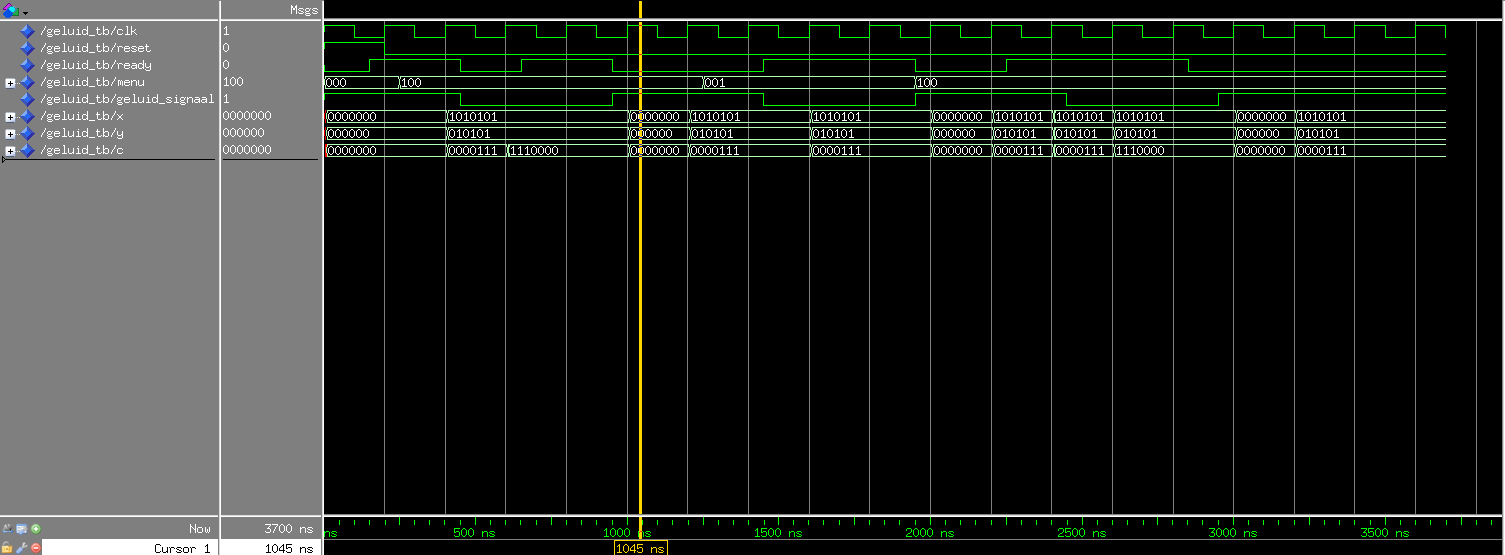 Msgs
/geluid_tb/clk 1
/geluid_tb/reset 0
/geluid_tb/ready 0
/geluid_tb/menu 100 000 100 001 100
/geluid_tb/geluid_signaal 1
/geluid_tb/x 0000000 0000000 1010101 0000000 1010101 1010101 0000000 1010101 1010101 1010101 0000000 1010101
/geluid_tb/y 000000 000000 010101 000000 010101 010101 000000 010101 010101 010101 000000 010101
/geluid_tb/c 0000000 0000000 0000111 1110000 0000000 0000111 0000111 0000000 0000111 0000111 1110000 0000000 0000111
Now 3700 ns ns 500 ns 1000 ns 1500 ns 2000 ns 2500 ns 3000 ns 3500 ns
Cursor 1 1045 ns 1045 ns